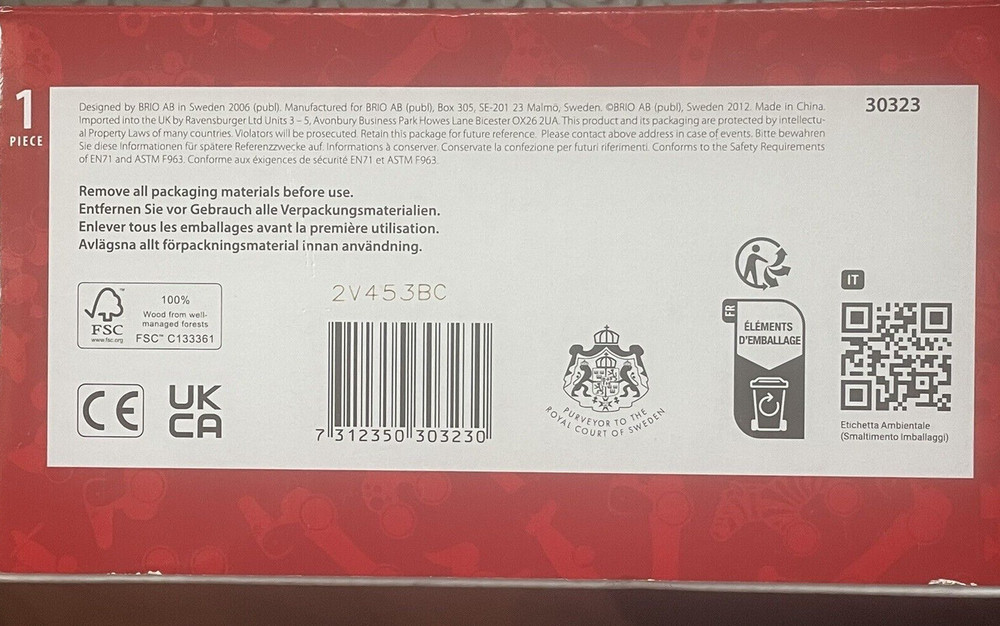 1
PIECE
Designed by BRIO AB in Sweden 2006 (publ). Manufactured for BRIO AB (publ), Box 305, SE-201 23 Malmö, Sweden. ©BRIO AB (publ), Sweden 2012. Made in China.
Imported into the UK by Ravensburger Ltd Units 3 – 5, Avonbury Business Park Howes Lane Bicester OX26 2UA. This product and its packaging are protected by intellectu-
al Property Laws of many countries. Violators will be prosecuted. Retain this package for future reference. Please contact above address in case of events. Bitte bewahren
Sie diese Informationen für spätere Referenzzwecke auf. Informations à conserver. Conservate la confezione per futuri riferimenti. Conforms to the Safety Requirements
of EN71 and ASTM F963. Conforme aux éxigences de sécurité EN71 et ASTM F963.
30323
Remove all packaging materials before use.
Entfernen Sie vor Gebrauch alle Verpackungsmaterialien.
Enlever tous les emballages avant la première utilisation.
Avlägsna allt förpackningsmaterial innan användning.
FSC
www.fsc.org
100%
Wood from well-
managed forests
FSC™ C133361
CE
UK
CA
2V453BC
7 312350 303230
PURVEYOR TO THE
ROYAL COURT OF SWEDEN
FR
ÉLÉMENTS
D'EMBALLAGE
IT
Etichetta Ambientale
(Smaltimento Imballaggi)